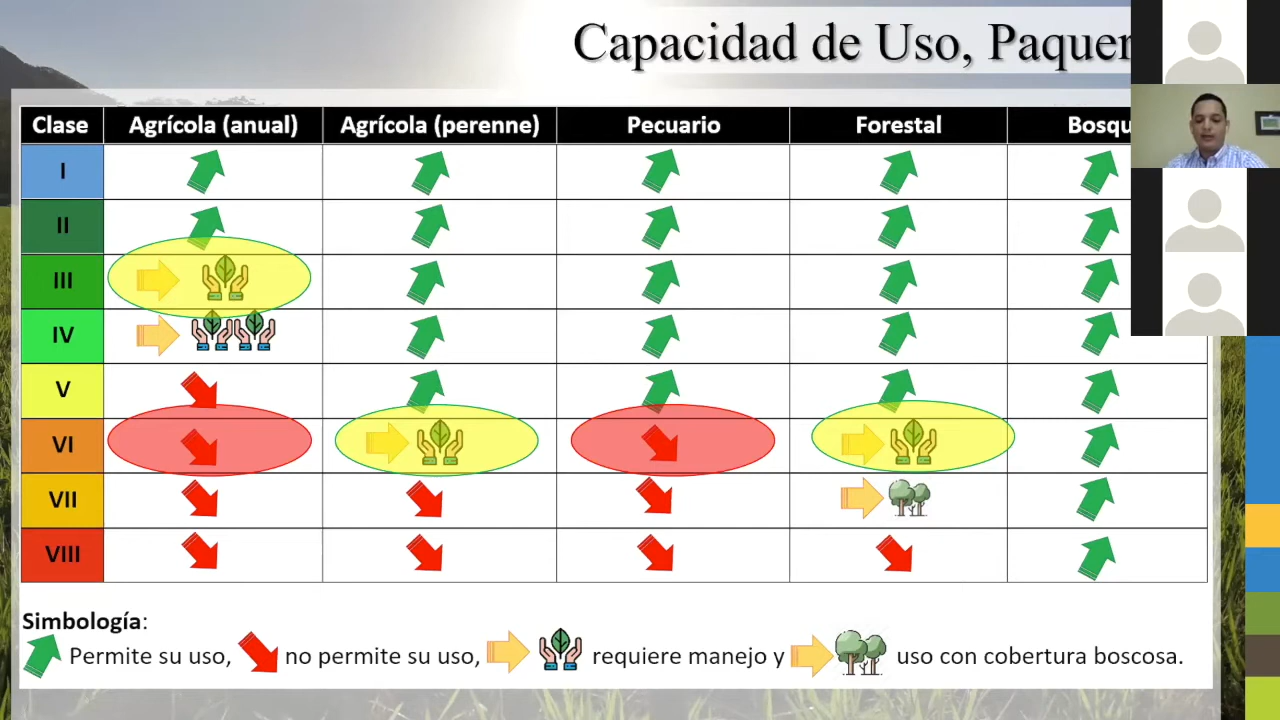 Capacidad de Uso, Paquer
Clase Agrícola (anual) Agrícola (perenne) Pecuario Forestal Bosqu
I
II
III
IV
V
VI
VII
VIII
Simbología:
Permite su uso, no permite su uso, requiere manejo y uso con cobertura boscosa.